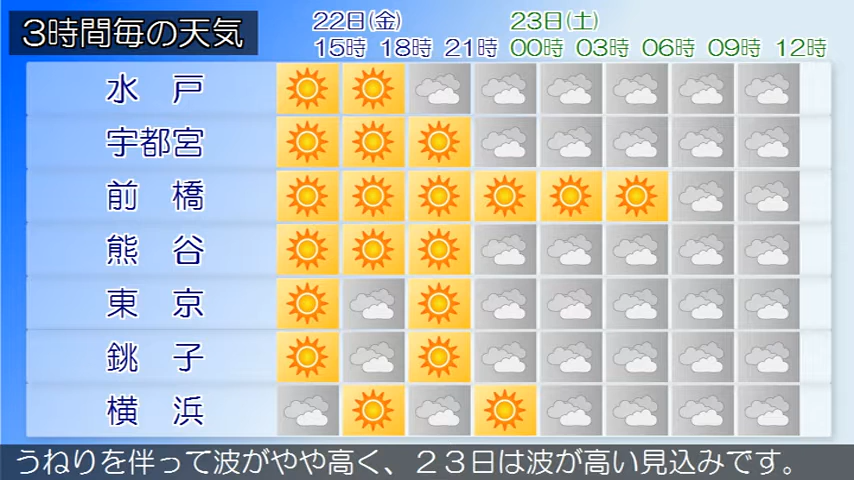 3時間毎の天気
22日(金) 23日(土)
15時 18時 21時 00時 03時 06時 09時 12時
水 戸
宇都宮
前 橋
熊 谷
東 京
銚 子
横 浜
うねりを伴って波がやや高く、２３日は波が高い見込みです。